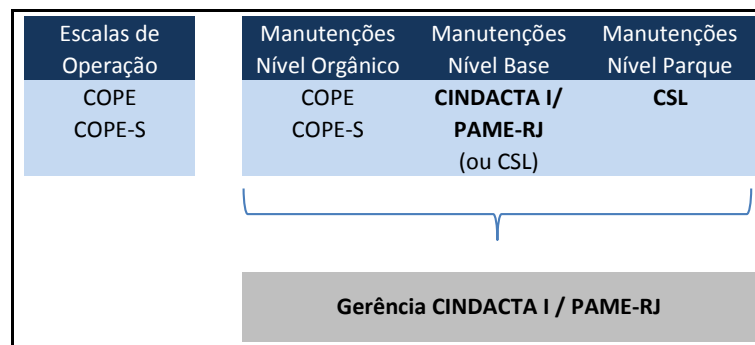 Escalas de Operação
COPE
COPE-S
Manutenções Nível Orgânico
COPE
COPE-S
Manutenções Nível Base
CINDACTA I/
PAME-RJ
(ou CSL)
Manutenções Nível Parque
CSL
Gerência CINDACTA I / PAME-RJ